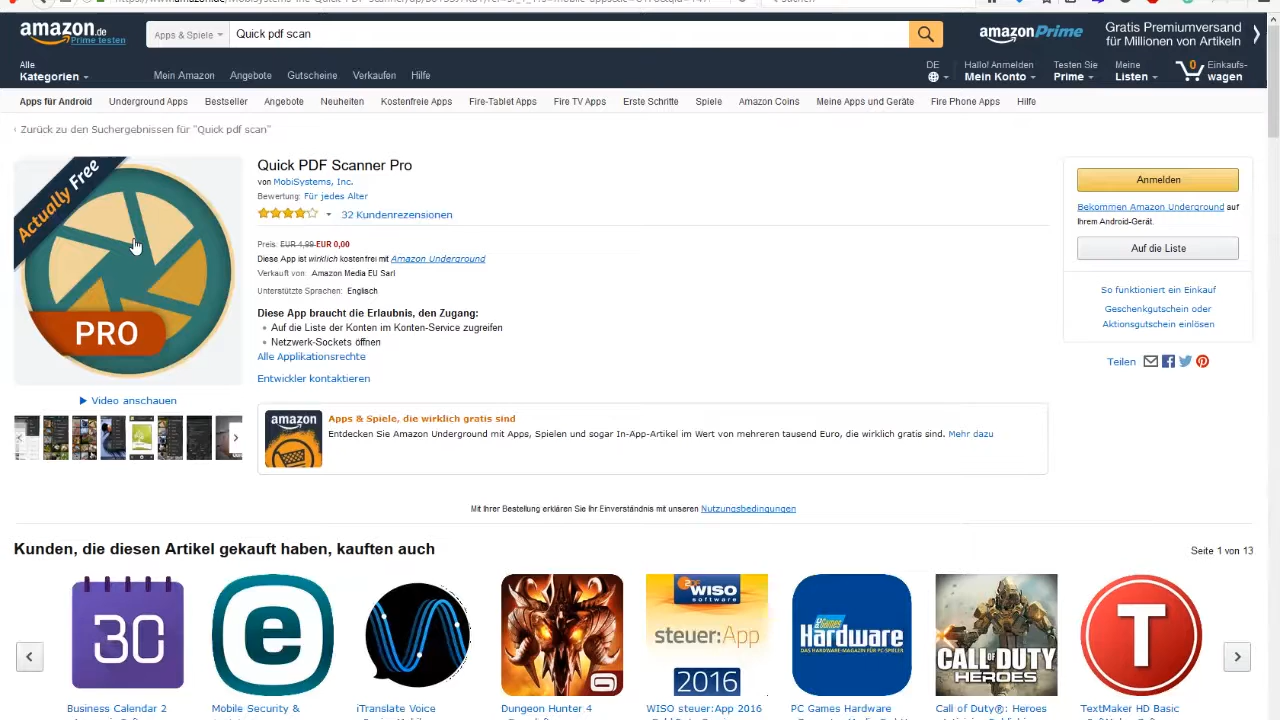 amazon.de
Prime testen
Apps & Spiele
Quick pdf scan
amazonPrime
Gratis Premiumversand
für Millionen von Artikeln
Alle
Kategorien
Mein Amazon
Angebote
Gutscheine
Verkaufen
Hilfe
DE
Hallo! Anmelden
Mein Konto
Testen Sie
Prime
Meine
Listen
0
Einkaufs-
wagen
Apps für Android
Underground Apps
Bestseller
Angebote
Neuheiten
Kostenfreie Apps
Fire-Tablet Apps
Fire TV Apps
Erste Schritte
Spiele
Amazon Coins
Meine Apps und Geräte
Fire Phone Apps
Hilfe
‹ Zurück zu den Suchergebnissen für "Quick pdf scan"
Actually Free
PRO
Video anschauen
Quick PDF Scanner Pro
von MobiSystems, Inc.
Bewertung: Für jedes Alter
32 Kundenrezensionen
Preis: EUR 4,99 EUR 0,00
Diese App ist wirklich kostenfrei mit Amazon Underground
Verkauft von: Amazon Media EU Sarl
Unterstützte Sprachen: Englisch
Diese App braucht die Erlaubnis, den Zugang:
• Auf die Liste der Konten im Konten-Service zugreifen
• Netzwerk-Sockets öffnen
Alle Applikationsrechte
Entwickler kontaktieren
amazon
Apps & Spiele, die wirklich gratis sind
Entdecken Sie Amazon Underground mit Apps, Spielen und sogar In-App-Artikel im Wert von mehreren tausend Euro, die wirklich gratis sind. Mehr dazu
Anmelden
Bekommen Amazon Underground auf
Ihrem Android-Gerät.
Auf die Liste
So funktioniert ein Einkauf
Geschenkgutschein oder
Aktionsgutschein einlösen
Teilen
Mit Ihrer Bestellung erklären Sie Ihr Einverständnis mit unseren Nutzungsbedingungen
Kunden, die diesen Artikel gekauft haben, kauften auch
Seite 1 von 13
30
e
WISO
software
steuer:App
2016
PC Games
Hardware
DAS HARDWARE-MAGAZIN FÜR PC-SPIELER
CALL OF DUTY
HEROES
T
Business Calendar 2
Mobile Security &
iTranslate Voice
Dungeon Hunter 4
WISO steuer:App 2016
PC Games Hardware
Call of Duty®: Heroes
TextMaker HD Basic